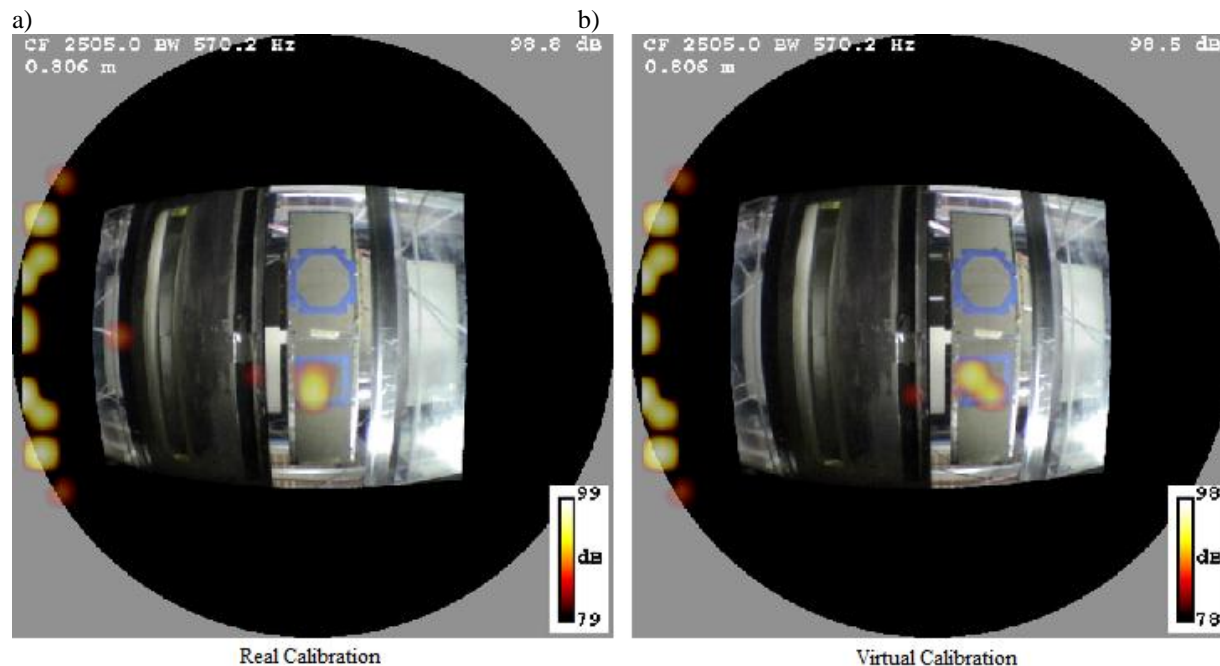 a)
b)
CF 2505.0 BW 570.2 Hz 98.8 dB
0.806 m
99
dB
79
Real Calibration
CF 2505.0 BW 570.2 Hz 98.5 dB
0.806 m
98
dB
78
Virtual Calibration